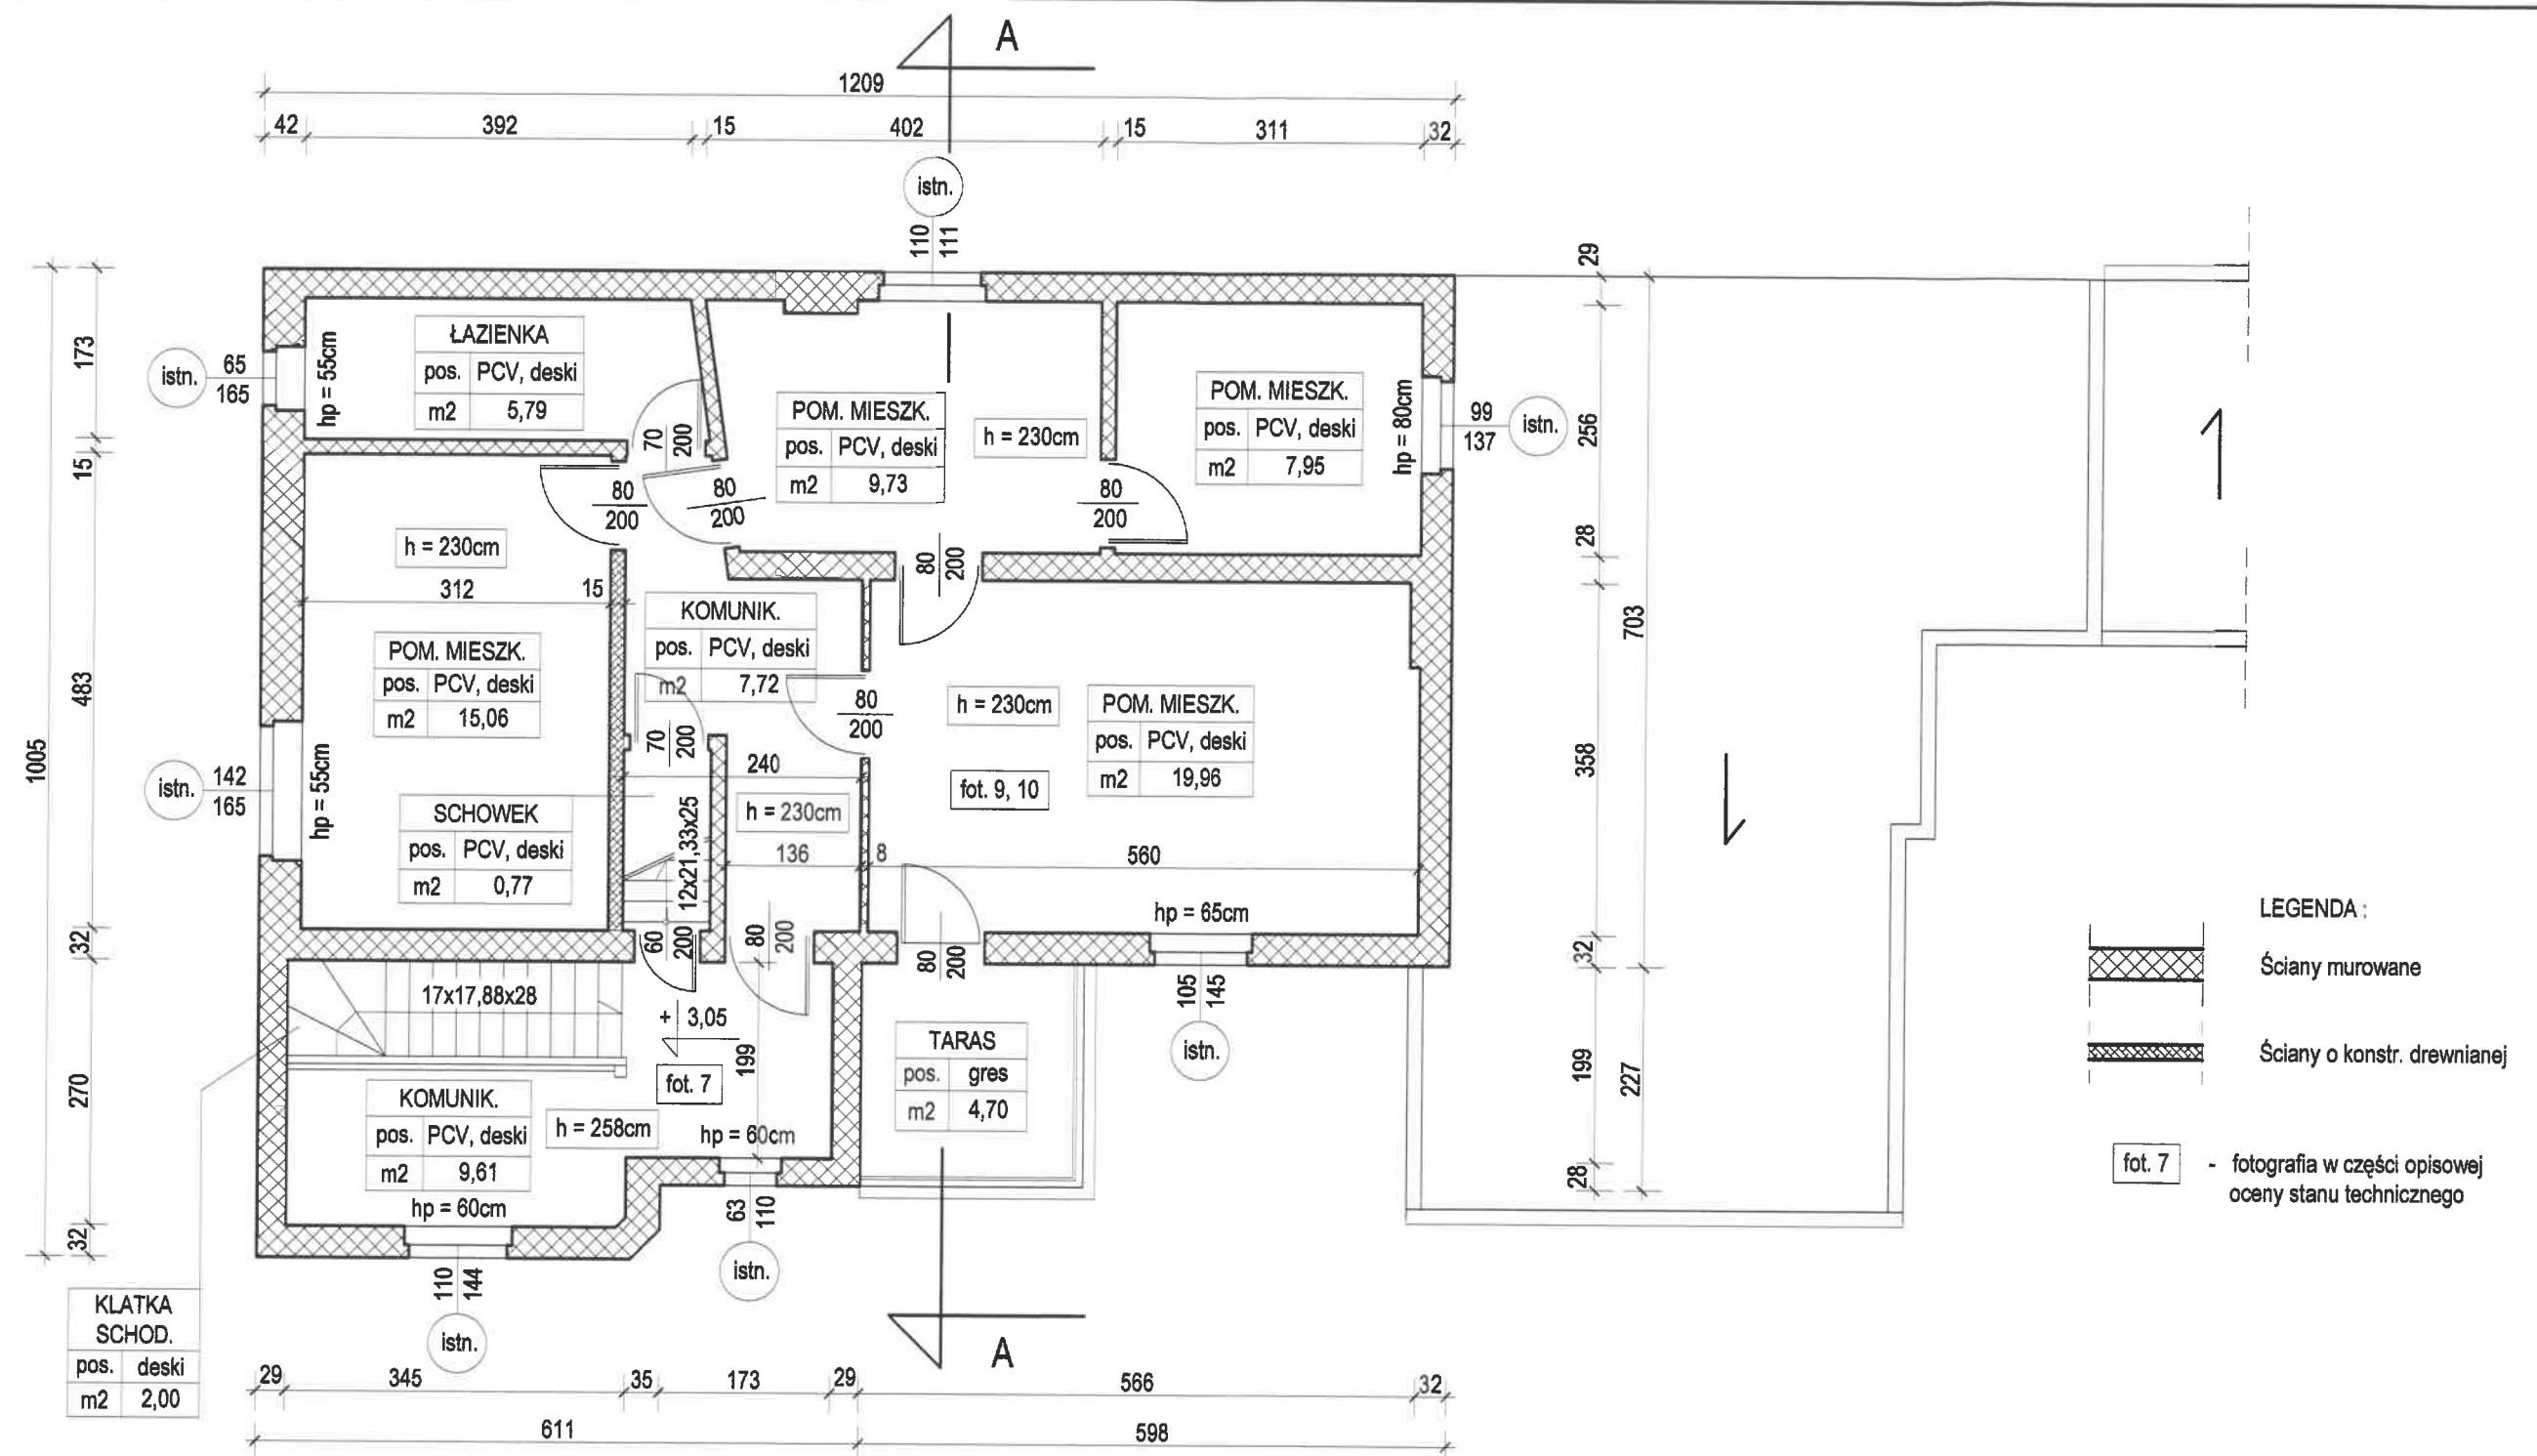 A
1209
42 392 15 402 15 311 32
istn.
110
111
29
ŁAZIENKA
pos. PCV, deski
m2 5,79
hp = 55cm
istn. 65
165
173
POM. MIESZK.
pos. PCV, deski
m2 9,73
h = 230cm
POM. MIESZK.
pos. PCV, deski
m2 7,95
hp = 80cm
99
137
istn.
256
70
200
15
80
200
80
200
80
200
80
200
28
h = 230cm
312 15
KOMUNIK.
pos. PCV, deski
m2 7,72
703
POM. MIESZK.
pos. PCV, deski
m2 15,06
483
80
200
h = 230cm
POM. MIESZK.
pos. PCV, deski
m2 19,96
fot. 9, 10
358
1005
istn. 142
165
hp = 55cm
70
200
240
SCHOWEK
pos. PCV, deski
m2 0,77
12x21,33x25
h = 230cm
136 8 560
hp = 65cm
LEGENDA :
Ściany murowane
Ściany o konstr. drewnianej
fot. 7 - fotografia w części opisowej
oceny stanu technicznego
32
60
200
80
200
80
200
105
145
istn.
32
17x17,88x28
+ 3,05
199
fot. 7
TARAS
pos. gres
m2 4,70
199
227
270
KOMUNIK.
pos. PCV, deski
m2 9,61
h = 258cm
hp = 60cm
hp = 60cm
28
32
63
110
istn.
110
144
istn.
KLATKA
SCHOD.
pos. deski
m2 2,00
A
29 345 35 173 29 566 32
611 598